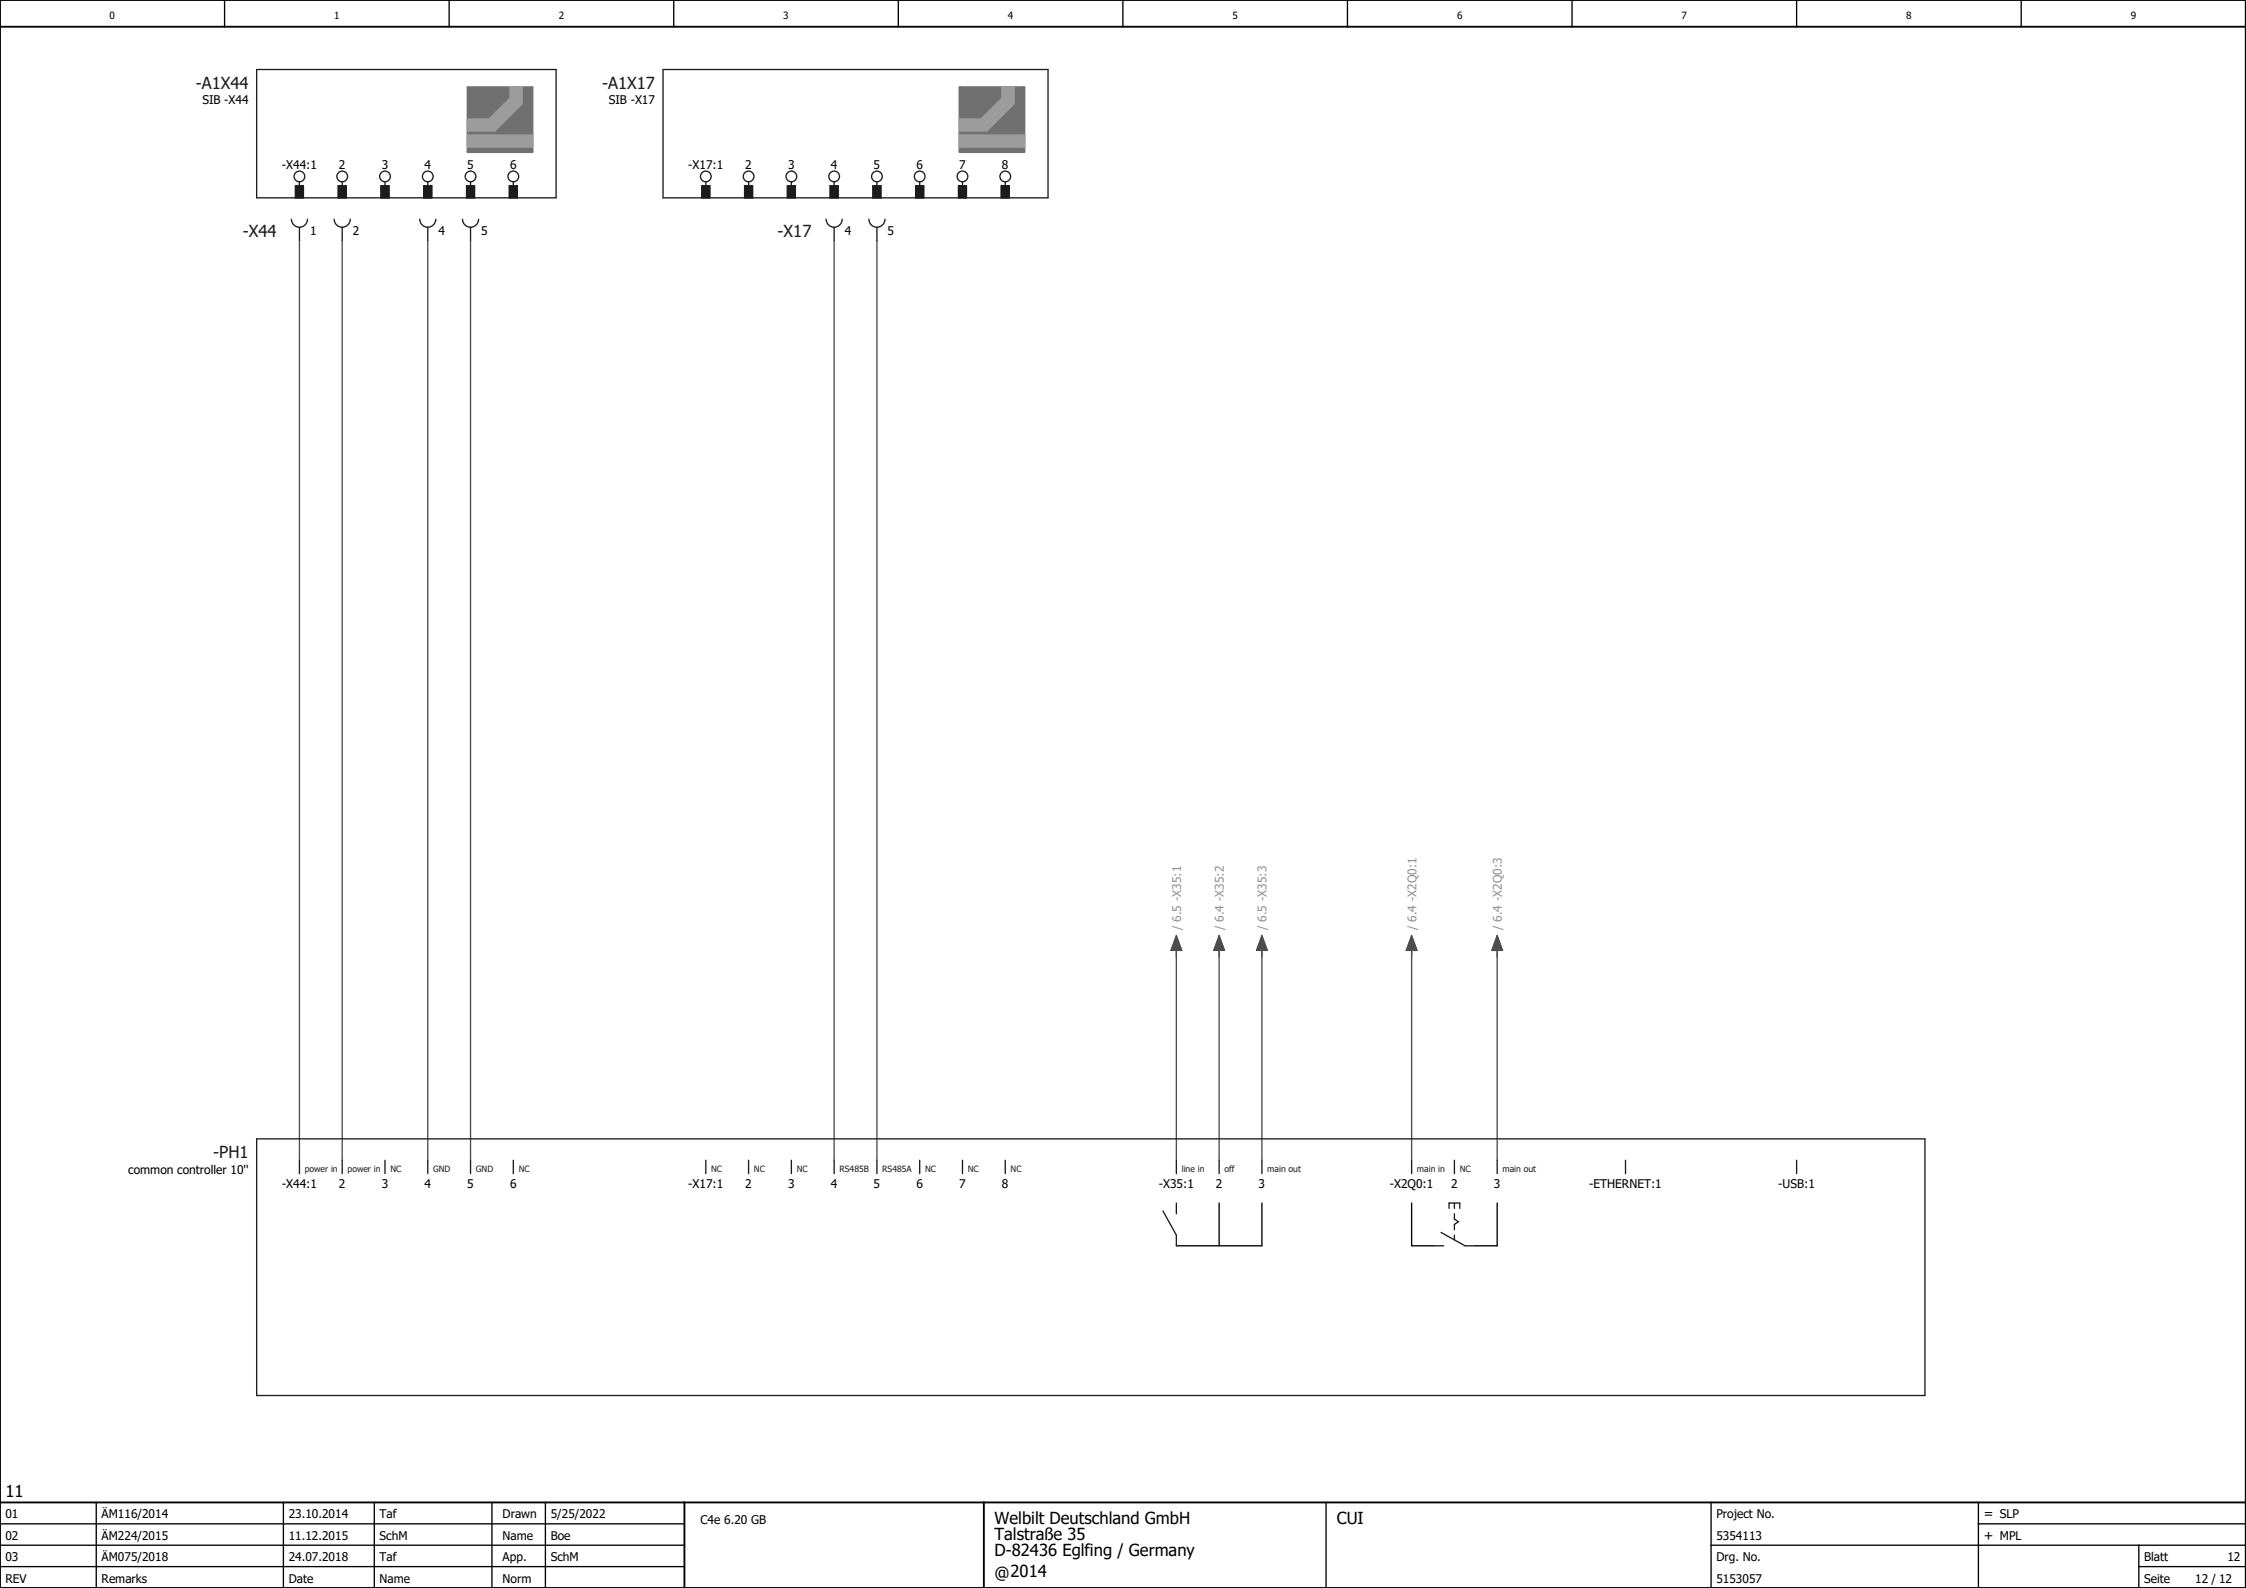 0 1 2 3 4 5 6 7 8 9
-A1X44
SIB -X44
-X44:1 2 3 4 5 6
-A1X17
SIB -X17
-X17:1 2 3 4 5 6 7 8
-X44 1 2 4 5
-X17 4 5
/ 6.5 -X35:1
/ 6.4 -X35:2
/ 6.5 -X35:3
/ 6.4 -X2Q0:1
/ 6.4 -X2Q0:3
-PH1
common controller 10"
power in power in NC GND GND NC
-X44:1 2 3 4 5 6
NC NC NC RS485B RS485A NC NC NC
-X17:1 2 3 4 5 6 7 8
line in off main out
-X35:1 2 3
main in NC main out
-X2Q0:1 2 3
-ETHERNET:1
-USB:1
11
01 ÄM116/2014 23.10.2014 Taf Drawn 5/25/2022
02 ÄM224/2015 11.12.2015 SchM Name Boe
03 ÄM075/2018 24.07.2018 Taf App. SchM
REV Remarks Date Name Norm
C4e 6.20 GB
Welbilt Deutschland GmbH
Talstraße 35
D-82436 Eglfing / Germany
@2014
CUI
Project No.
5354113
Drg. No.
5153057
= SLP
+ MPL
Blatt 12
Seite 12 / 12